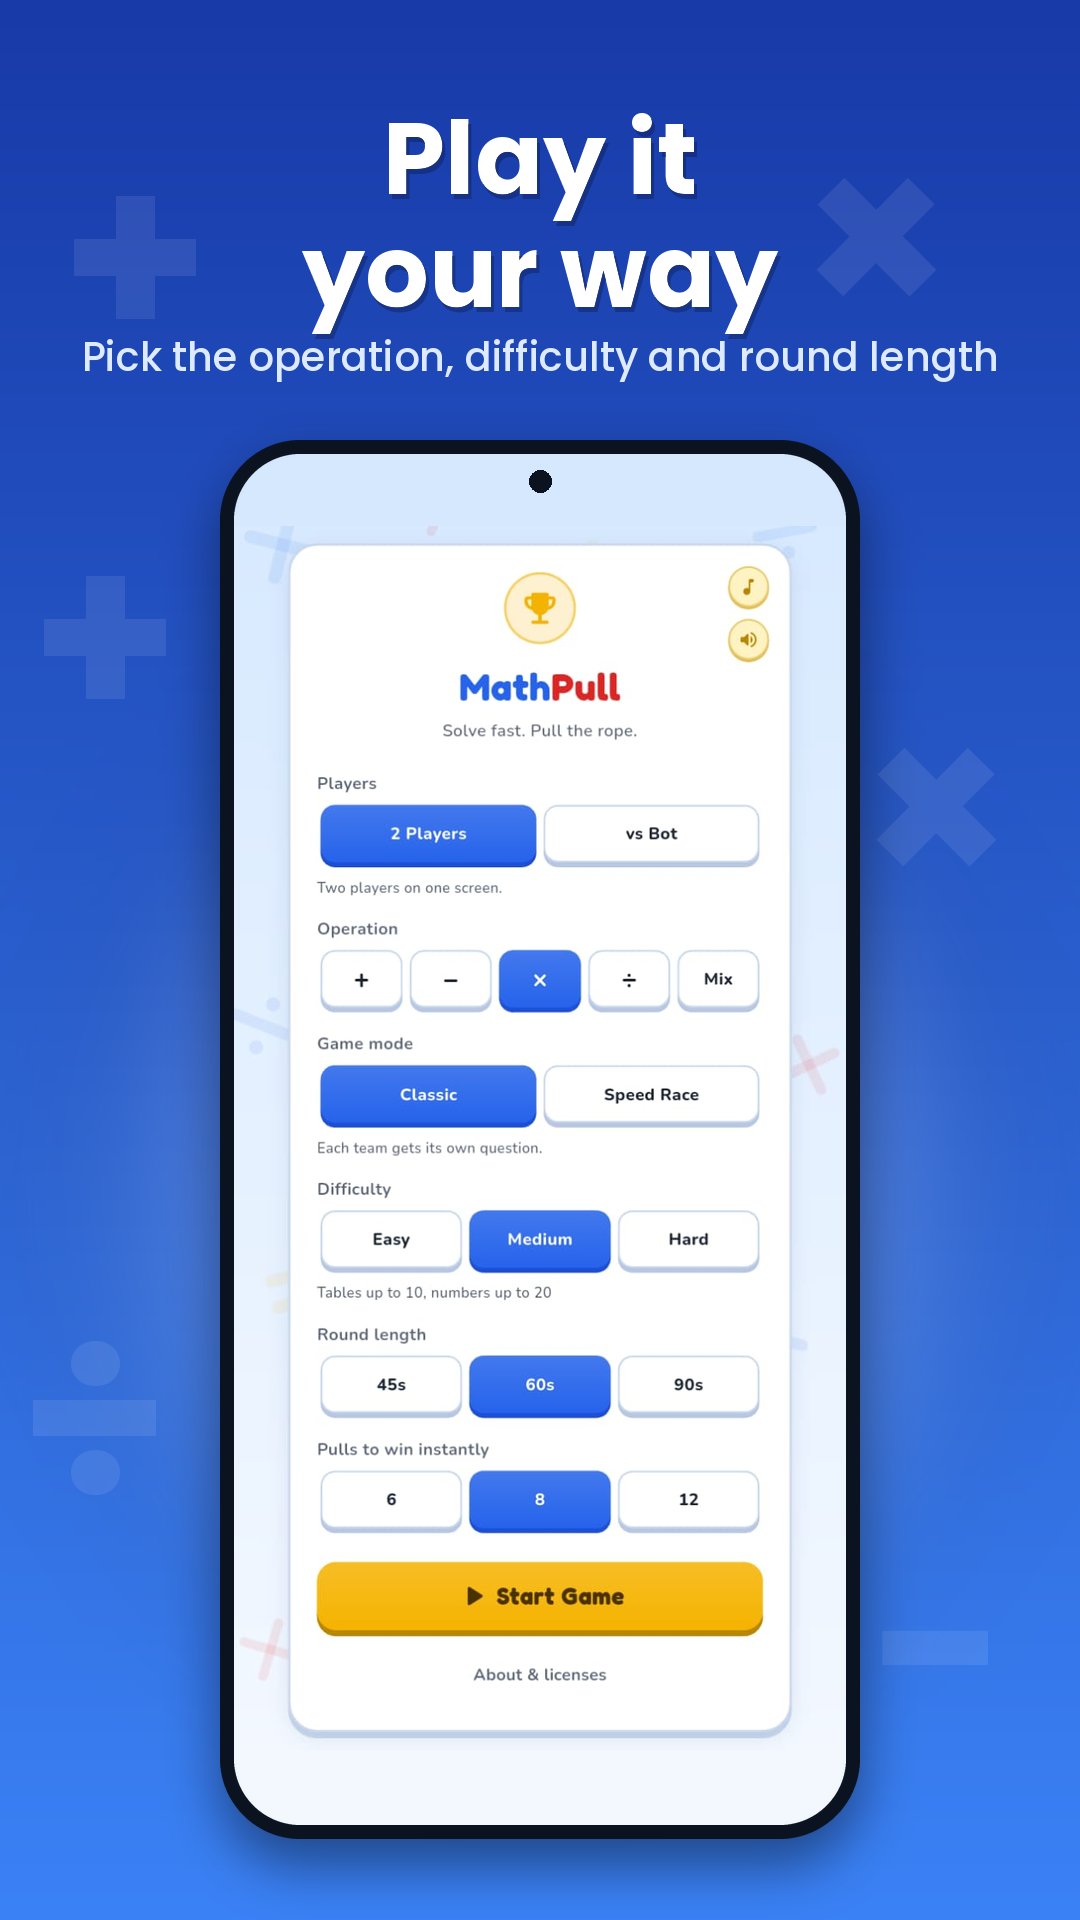 Play it
your way
Pick the operation, difficulty and round length
MathPull
Solve fast. Pull the rope.
Players
2 Players
vs Bot
Two players on one screen.
Operation
+
−
×
÷
Mix
Game mode
Classic
Speed Race
Each team gets its own question.
Difficulty
Easy
Medium
Hard
Tables up to 10, numbers up to 20
Round length
45s
60s
90s
Pulls to win instantly
6
8
12
Start Game
About & licenses